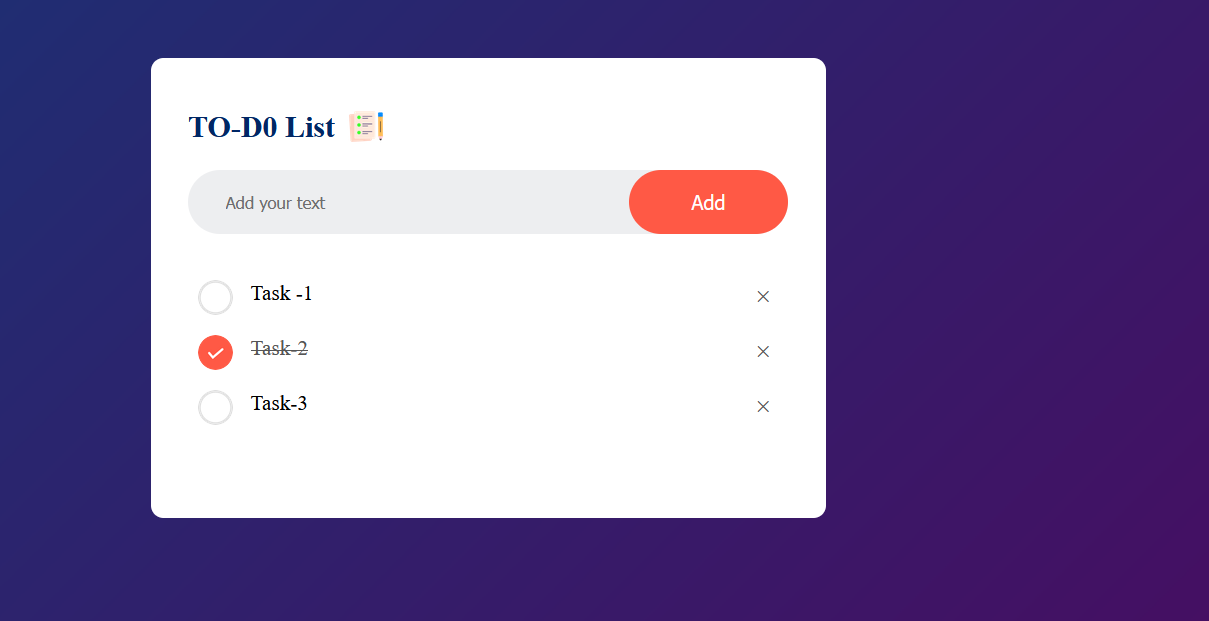 TO-D0 List
Add your text
Add
Task -1
Task-2
Task-3